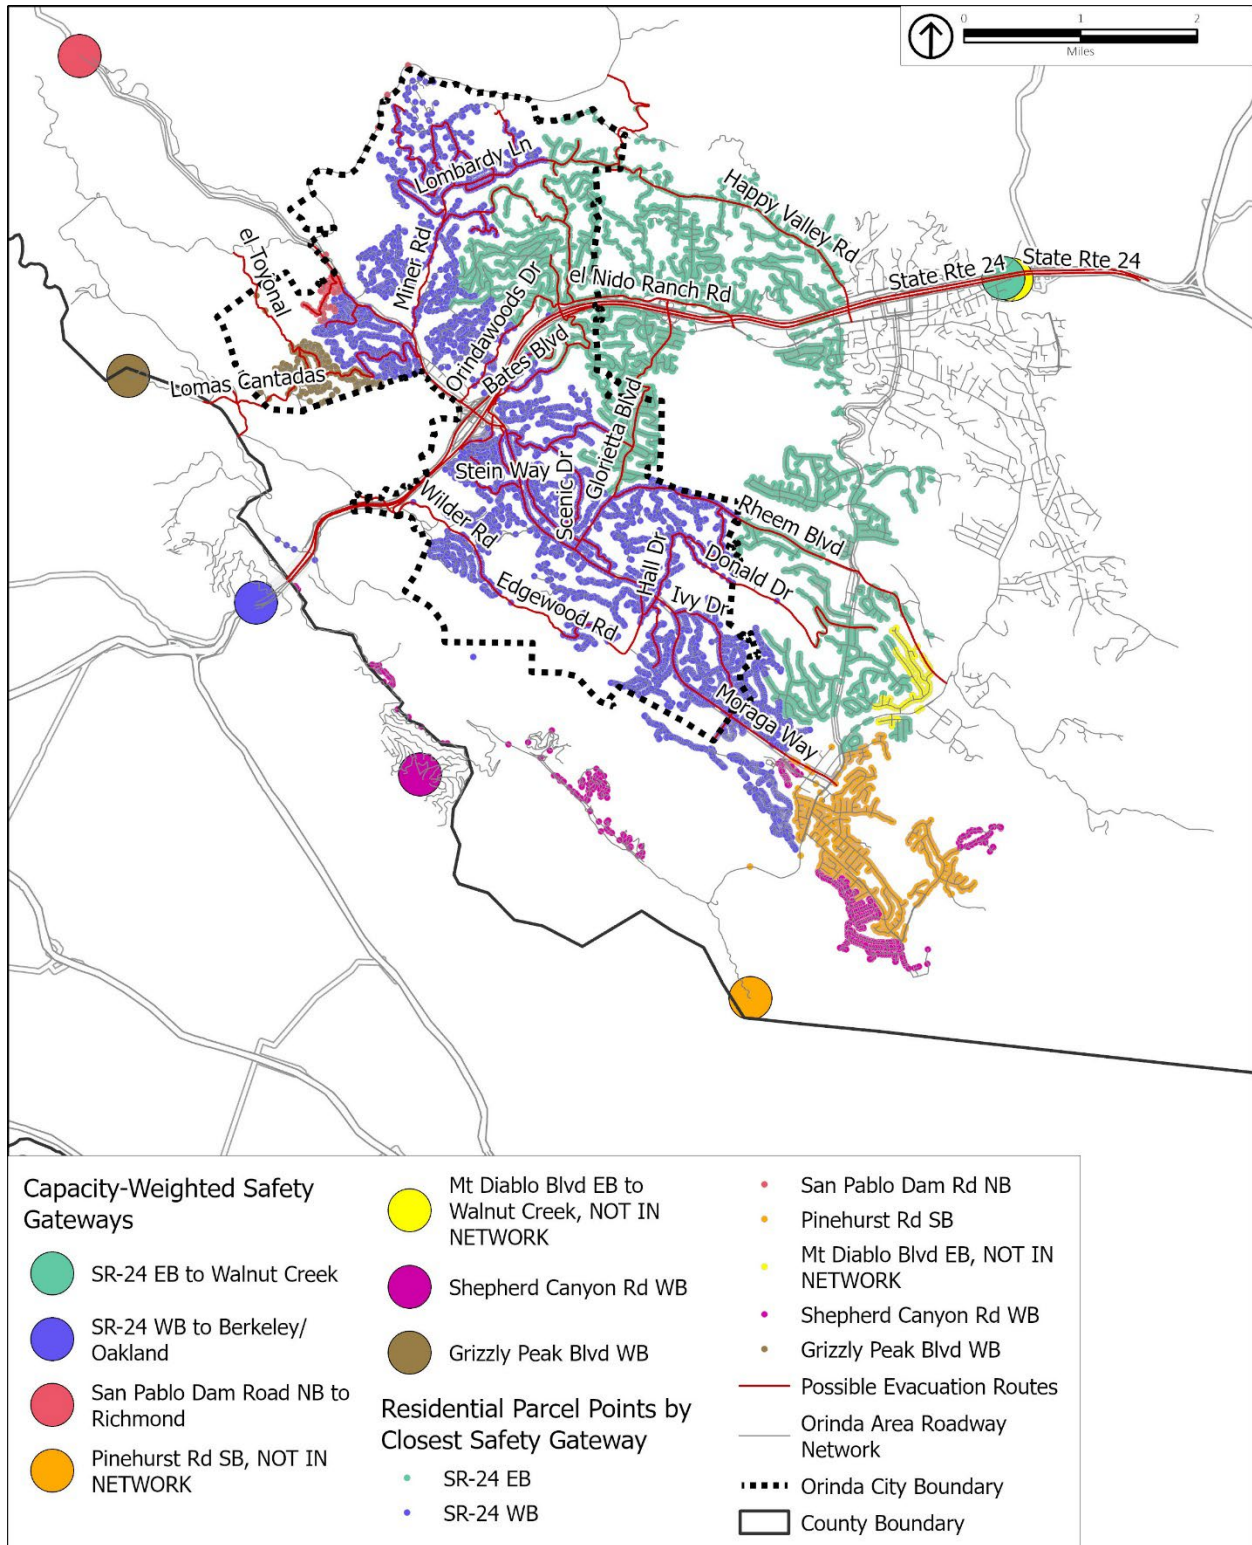 0 1 2
Miles
Lombardy Ln
Happy Valley Rd
el Toyonal
Miner Rd
State Rte 24
State Rte 24
el Nido Ranch Rd
Orindawoods Dr
Bates Blvd
Lomas Cantadas
Glorietta Blvd
Stein Way
Scenic Dr
Wilder Rd
Rheem Blvd
Hall Dr
Donald Dr
Ivy Dr
Edgewood Rd
Moraga Way
Capacity-Weighted Safety
Gateways
SR-24 EB to Walnut Creek
SR-24 WB to Berkeley/
Oakland
San Pablo Dam Road NB to
Richmond
Pinehurst Rd SB, NOT IN
NETWORK
Mt Diablo Blvd EB to
Walnut Creek, NOT IN
NETWORK
Shepherd Canyon Rd WB
Grizzly Peak Blvd WB
Residential Parcel Points by
Closest Safety Gateway
SR-24 EB
SR-24 WB
San Pablo Dam Rd NB
Pinehurst Rd SB
Mt Diablo Blvd EB, NOT IN
NETWORK
Shepherd Canyon Rd WB
Grizzly Peak Blvd WB
Possible Evacuation Routes
Orinda Area Roadway
Network
Orinda City Boundary
County Boundary